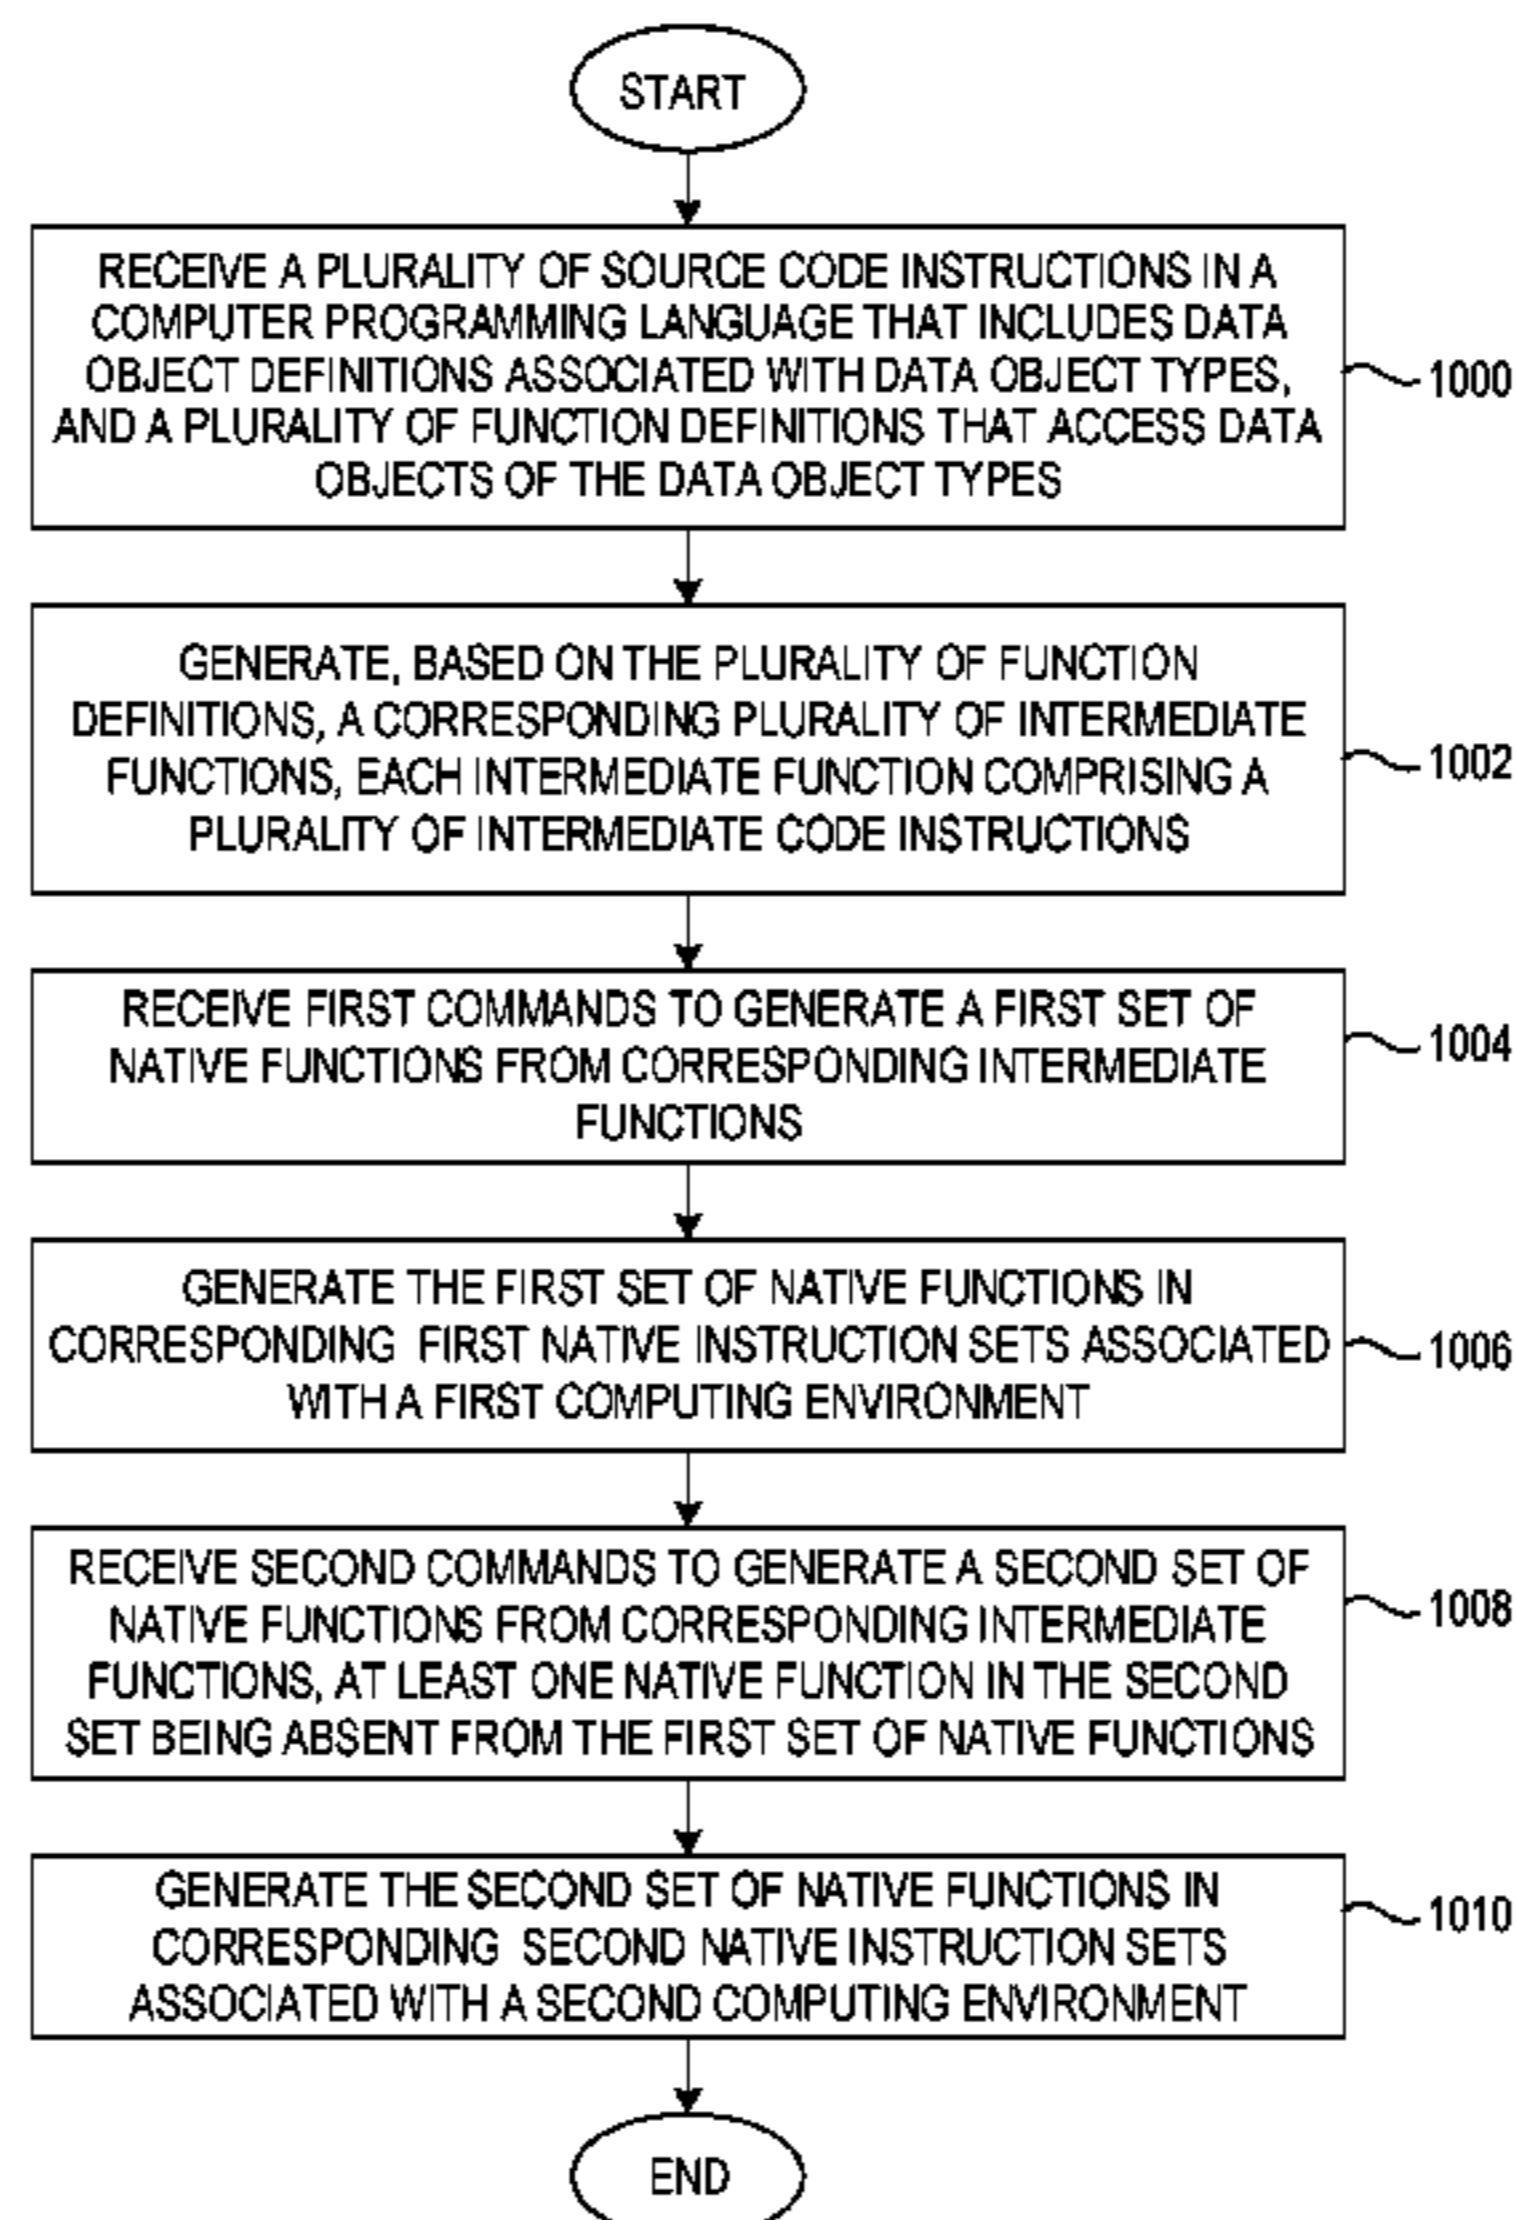 START
RECEIVE A PLURALITY OF SOURCE CODE INSTRUCTIONS IN A
COMPUTER PROGRAMMING LANGUAGE THAT INCLUDES DATA
OBJECT DEFINITIONS ASSOCIATED WITH DATA OBJECT TYPES,
AND A PLURALITY OF FUNCTION DEFINITIONS THAT ACCESS DATA
OBJECTS OF THE DATA OBJECT TYPES
1000
GENERATE, BASED ON THE PLURALITY OF FUNCTION
DEFINITIONS, A CORRESPONDING PLURALITY OF INTERMEDIATE
FUNCTIONS, EACH INTERMEDIATE FUNCTION COMPRISING A
PLURALITY OF INTERMEDIATE CODE INSTRUCTIONS
1002
RECEIVE FIRST COMMANDS TO GENERATE A FIRST SET OF
NATIVE FUNCTIONS FROM CORRESPONDING INTERMEDIATE
FUNCTIONS
1004
GENERATE THE FIRST SET OF NATIVE FUNCTIONS IN
CORRESPONDING FIRST NATIVE INSTRUCTION SETS ASSOCIATED
WITH A FIRST COMPUTING ENVIRONMENT
1006
RECEIVE SECOND COMMANDS TO GENERATE A SECOND SET OF
NATIVE FUNCTIONS FROM CORRESPONDING INTERMEDIATE
FUNCTIONS, AT LEAST ONE NATIVE FUNCTION IN THE SECOND
SET BEING ABSENT FROM THE FIRST SET OF NATIVE FUNCTIONS
1008
GENERATE THE SECOND SET OF NATIVE FUNCTIONS IN
CORRESPONDING SECOND NATIVE INSTRUCTION SETS
ASSOCIATED WITH A SECOND COMPUTING ENVIRONMENT
1010
END